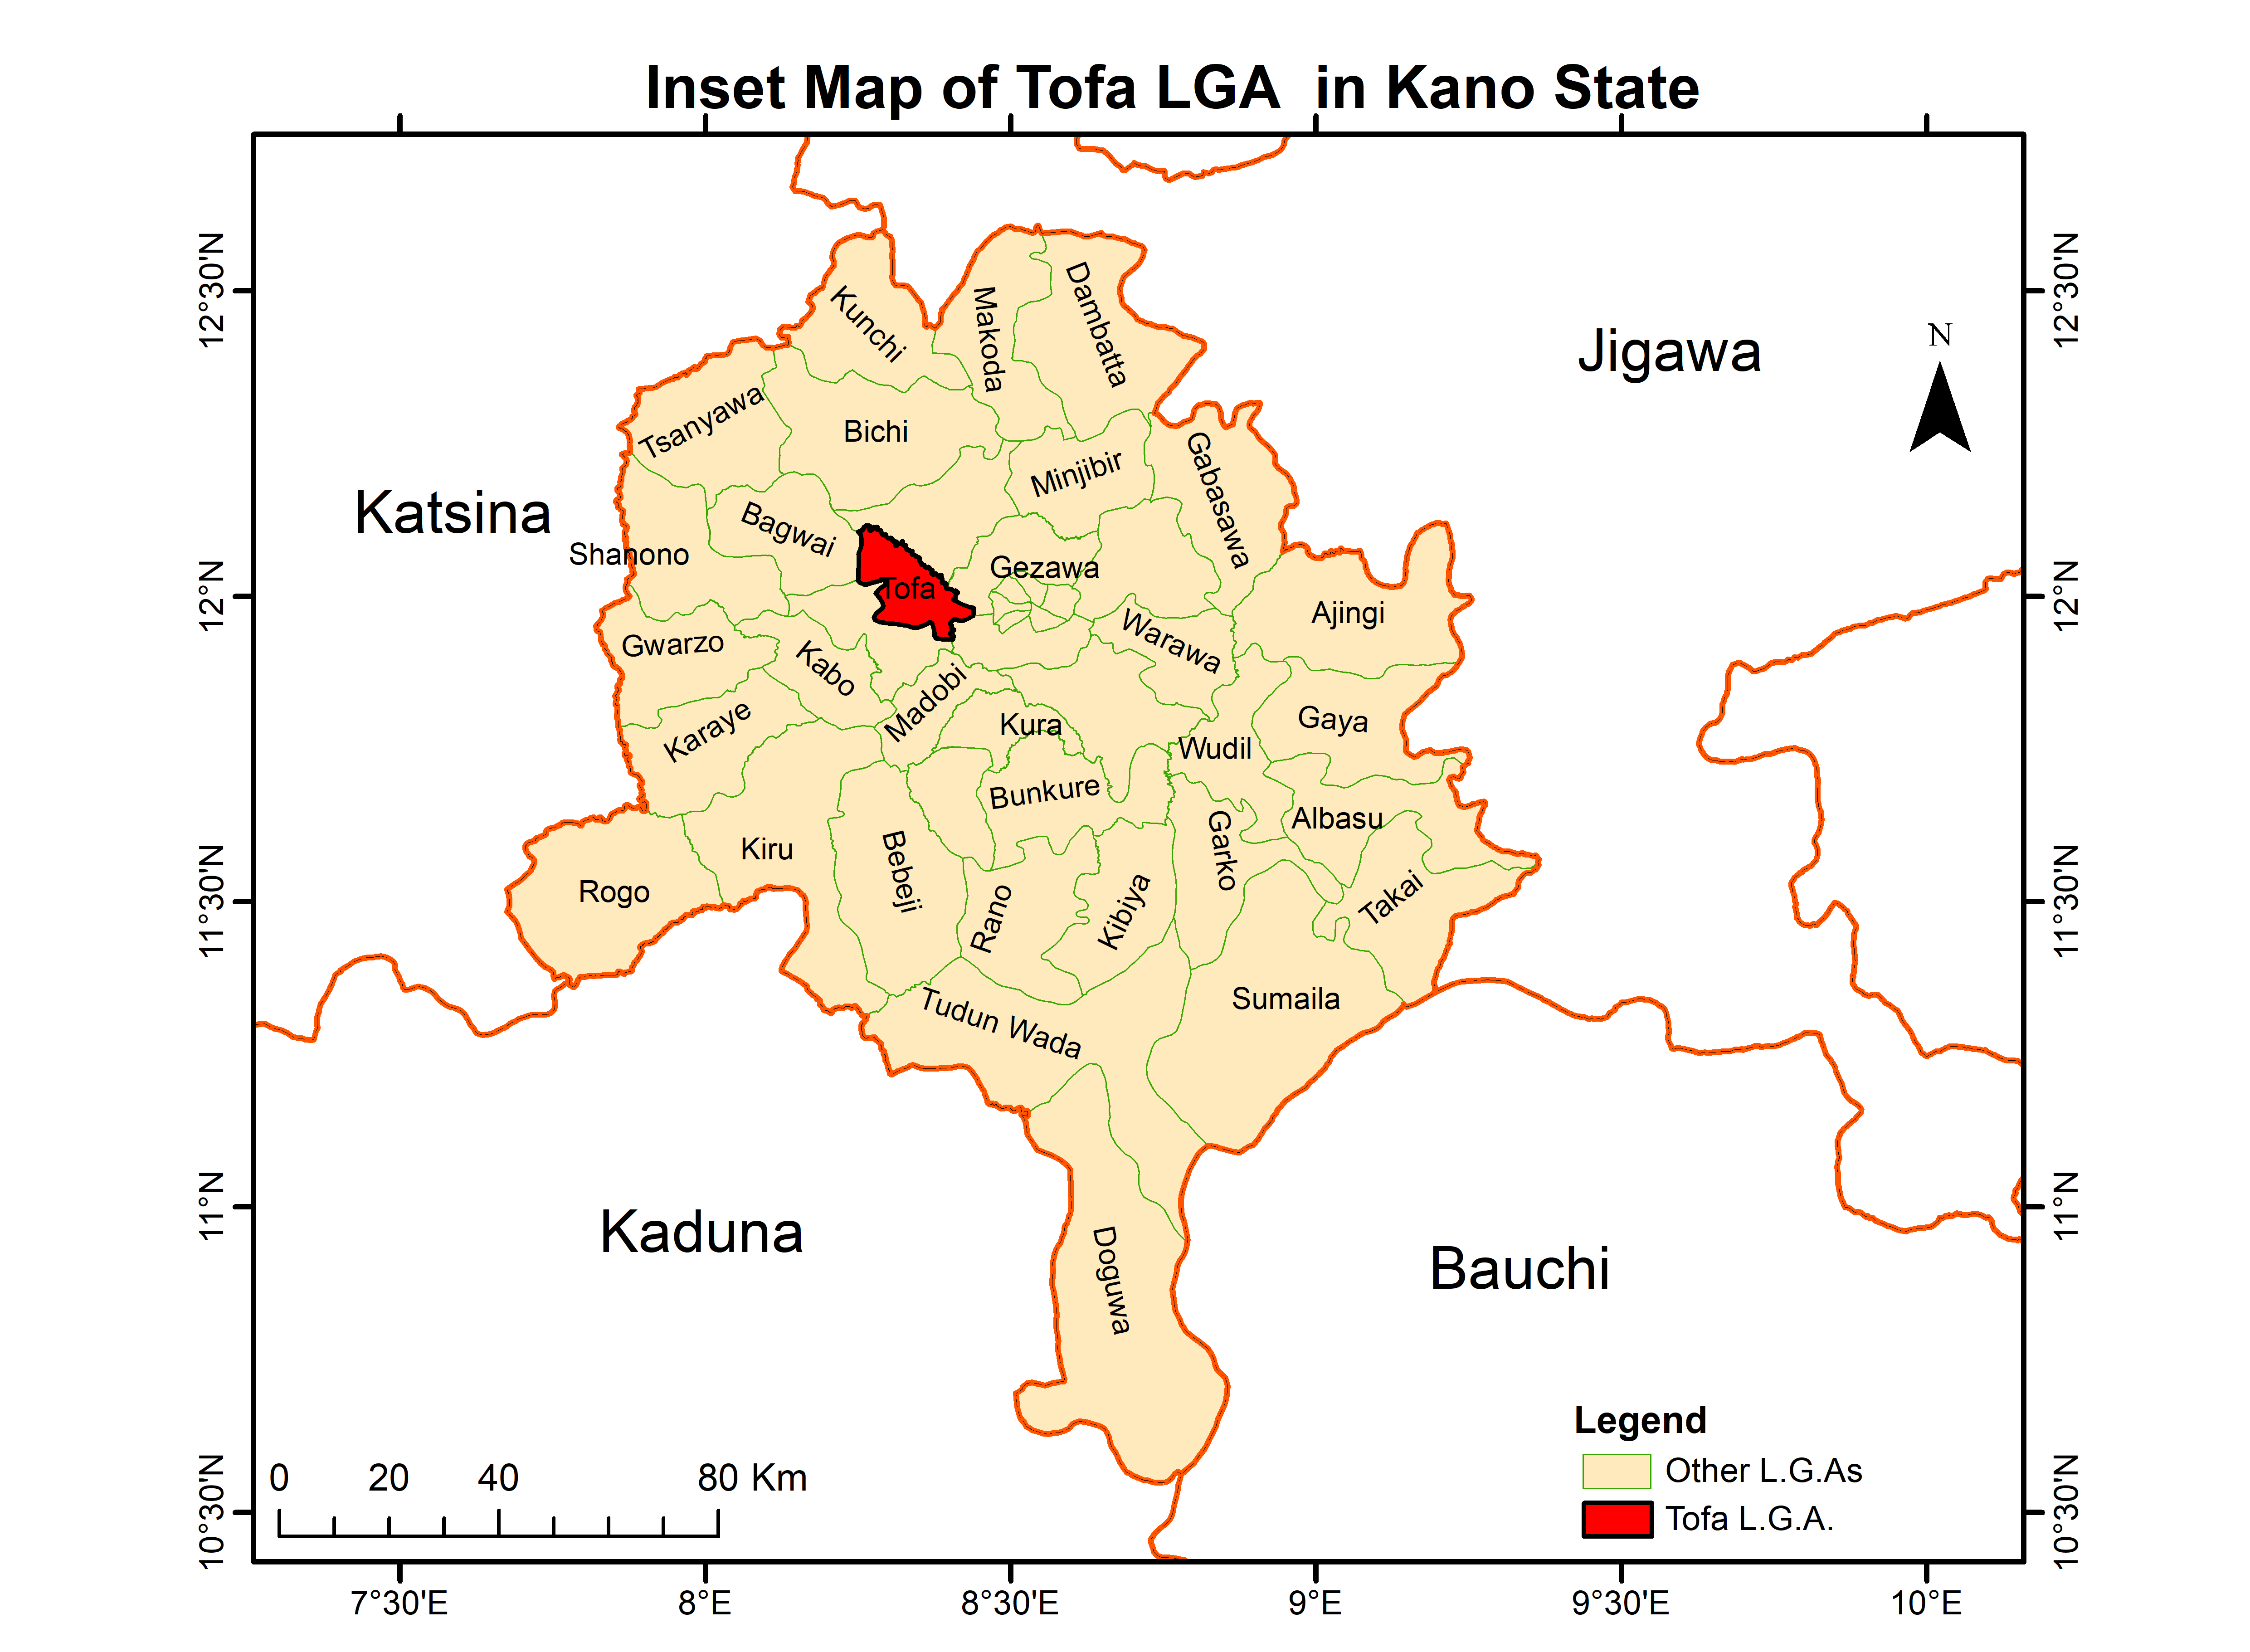 Inset Map of Tofa LGA  in Kano State
12°30'N
12°N
11°30'N
11°N
10°30'N
12°30'N
12°N
11°30'N
11°N
10°30'N
7°30'E
8°E
8°30'E
9°E
9°30'E
10°E
Katsina
Jigawa
Kaduna
Bauchi
N
Kunchi
Makoda
Dambatta
Tsanyawa
Bichi
Minjibir
Gabasawa
Bagwai
Shanono
Tofa
Gezawa
Ajingi
Gwarzo
Kabo
Warawa
Madobi
Karaye
Kura
Wudil
Gaya
Bunkure
Albasu
Garko
Kiru
Bebeji
Rogo
Rano
Kibiya
Takai
Tudun Wada
Sumaila
Doguwa
0 20 40 80 Km
Legend
Other L.G.As
Tofa L.G.A.